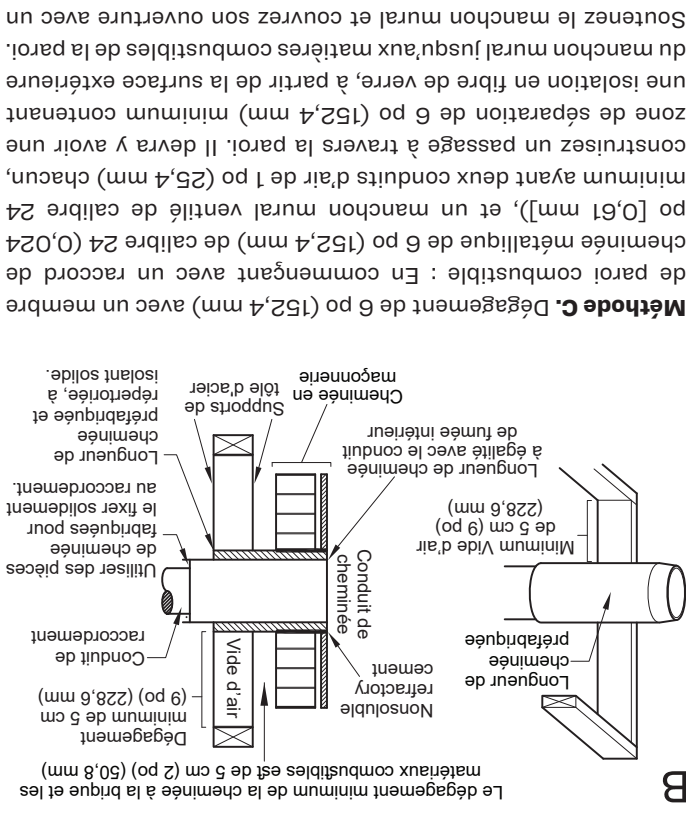 B
Le dégagement minimum de la cheminée à la brique et les
matériaux combustibles est de 5 cm (2 po) (50,8 mm)
Longueur de
cheminée
préfabriquée
Minimum Vide d'air
de 5 cm (9 po)
(228,6 mm)
Nonsoluble
refractory
cement
Conduit de
cheminée
Longueur de cheminée
à égalité avec le conduit
de fumée intérieur
Cheminée en
maçonnerie
Vide d'air
Supports de
tôle d'acier
Dégagement
minimum de 5 cm
(9 po) (228,6 mm)
Conduit de
raccordement
Utiliser des pièces
de cheminée
fabriquées pour
le fixer solidement
au raccordement.
Longueur de
cheminée
préfabriquée et
répertoriée, à
isolant solide.
Méthode C. Dégagement de 6 po (152,4 mm) avec un membre
de paroi combustible : En commençant avec un raccord de
cheminée métallique de 6 po (152,4 mm) de calibre 24 (0,024
po [0,61 mm]), et un manchon mural ventilé de calibre 24
minimum ayant deux conduits d'air de 1 po (25,4 mm) chacun,
construisez un passage à travers la paroi. Il devra y avoir une
zone de séparation de 6 po (152,4 mm) minimum contenant
une isolation en fibre de verre, à partir de la surface extérieure
du manchon mural jusqu'aux matières combustibles de la paroi.
Soutenez le manchon mural et couvrez son ouverture avec un